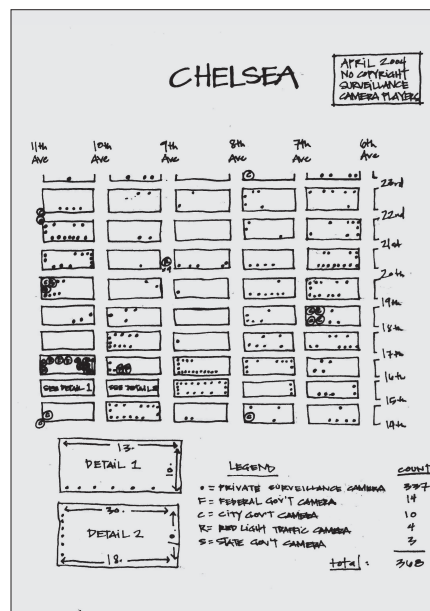 CHELSEA
APRIL 2004
NO COPYRIGHT
SURVEILLANCE
CAMERA PLAYERS
11th Ave
10th Ave
9th Ave
8th Ave
7th Ave
6th Ave
23rd
22nd
21st
20th
19th
18th
17th
16th
15th
14th
SEE DETAIL 1
SEE DETAIL 2
13
DETAIL 1
30
DETAIL 2
18
LEGEND
COUNT
• = PRIVATE SURVEILLANCE CAMERA 337
F = FEDERAL GOV'T CAMERA 14
C = CITY GOV'T CAMERA 10
R = RED LIGHT TRAFFIC CAMERA 4
S = STATE GOV'T CAMERA 3
total: 368